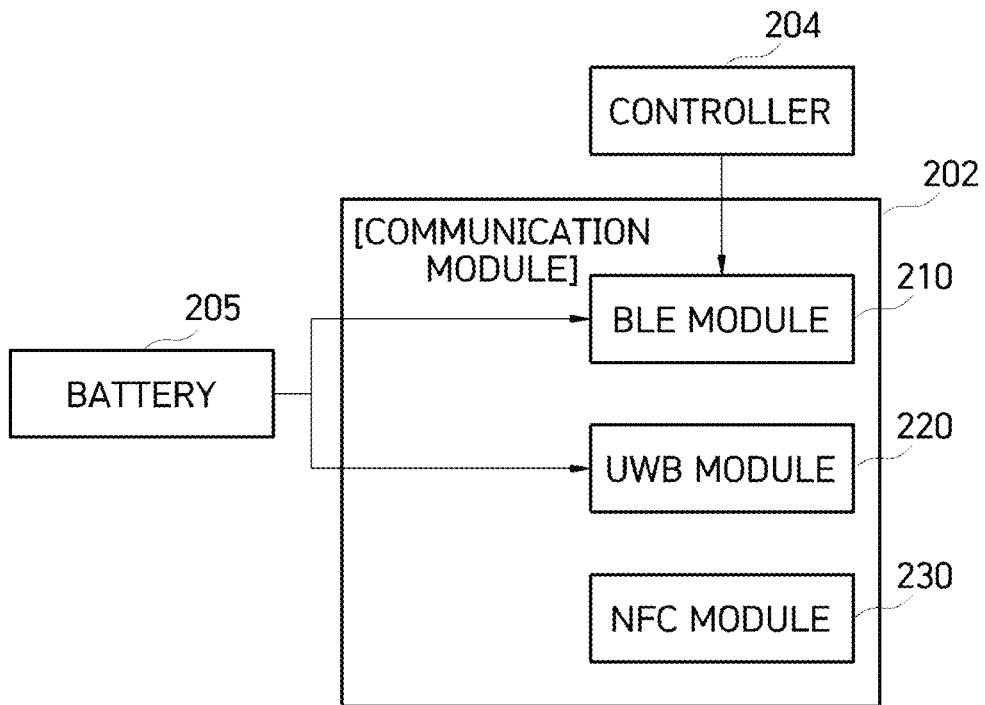 204
CONTROLLER
202
[COMMUNICATION
MODULE]
210
BLE MODULE
205
BATTERY
220
UWB MODULE
230
NFC MODULE